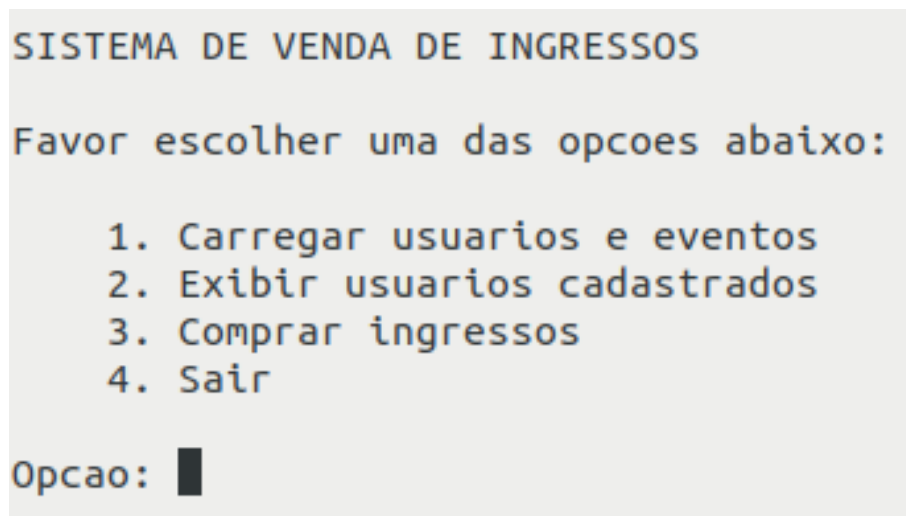 SISTEMA DE VENDA DE INGRESSOS
Favor escolher uma das opcoes abaixo:
1. Carregar usuarios e eventos
2. Exibir usuarios cadastrados
3. Comprar ingressos
4. Sair
Opcao: